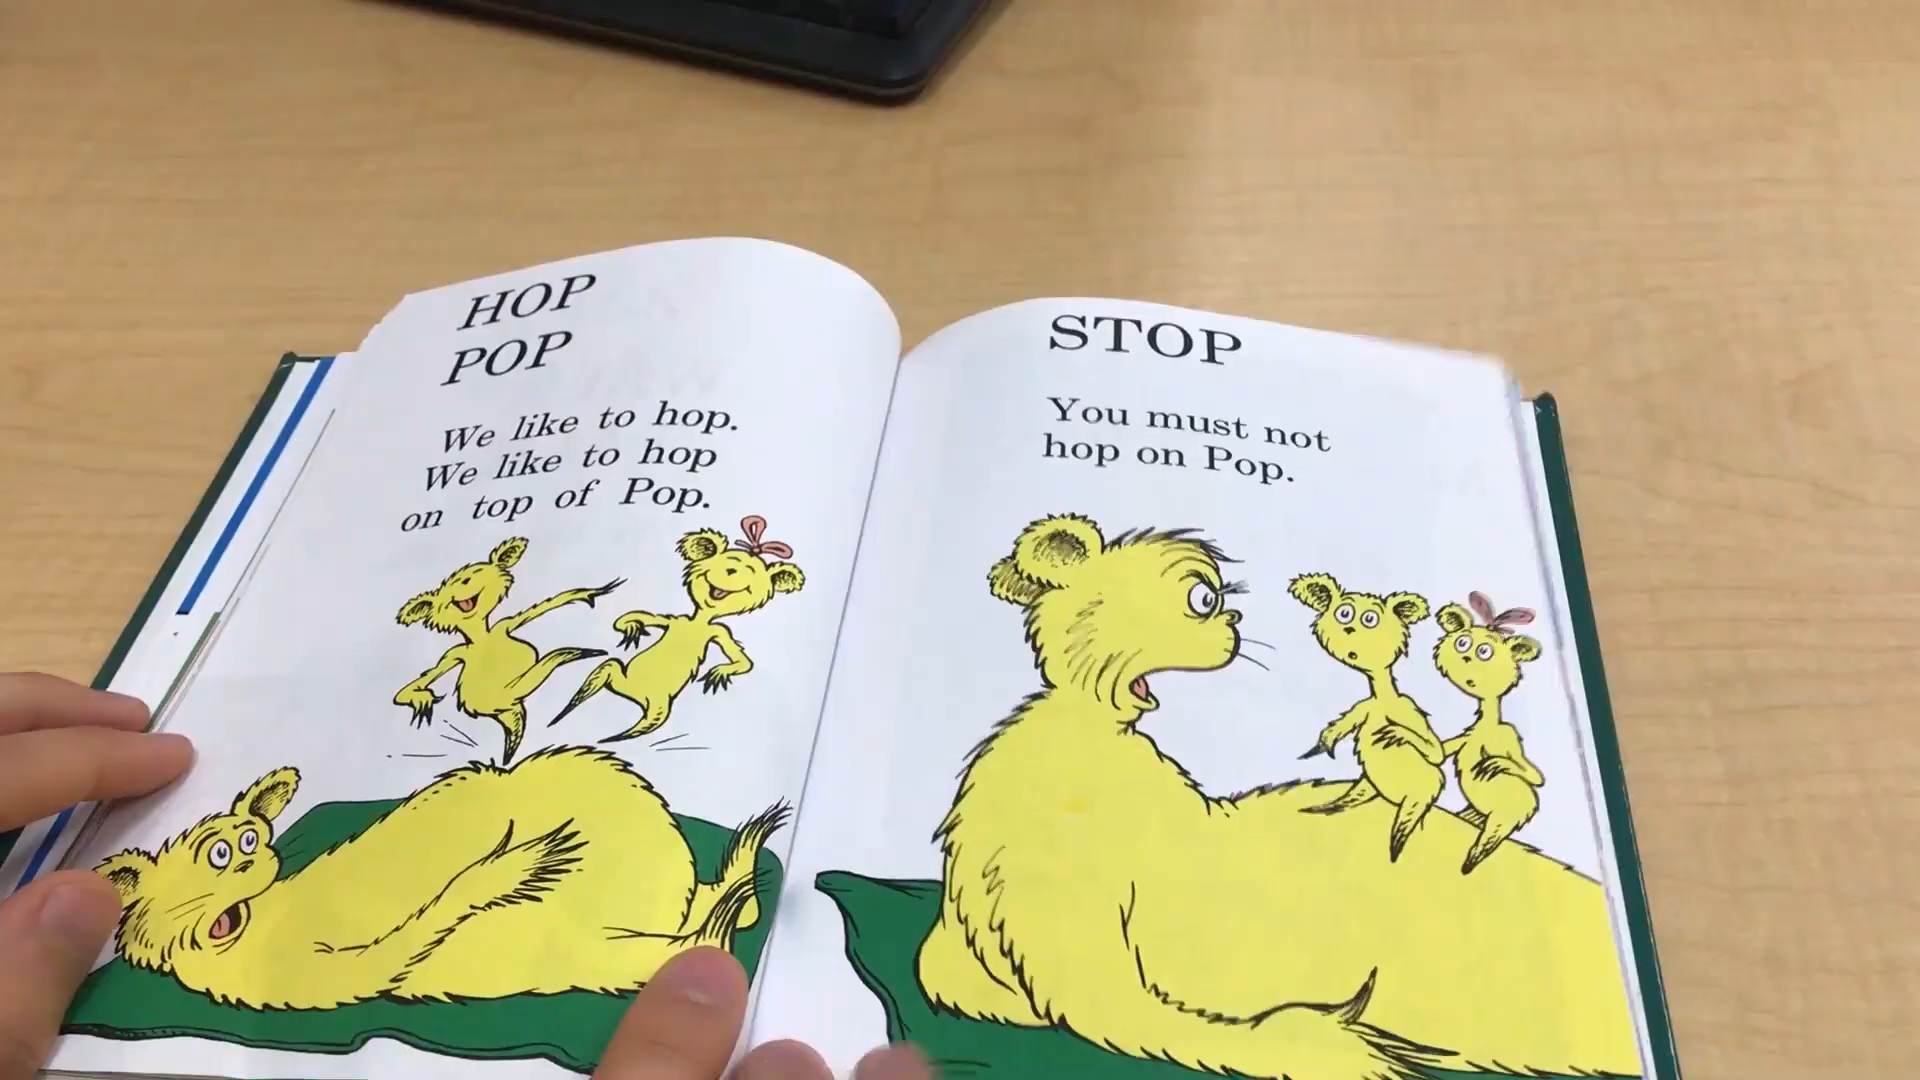 HOP
POP
We like to hop.
We like to hop
on top of Pop.
STOP
You must not
hop on Pop.